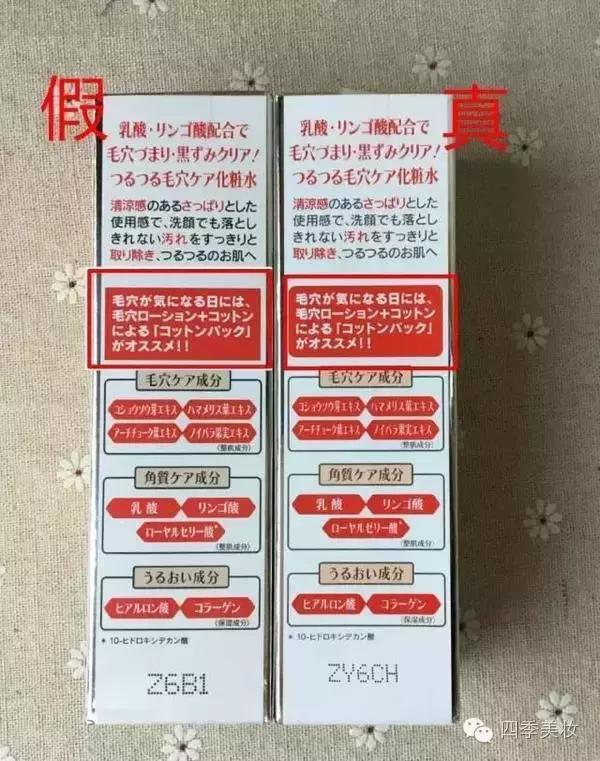 假
真
乳酸・リンゴ酸配合で
毛穴づまり・黒ずみクリア!
つるつる毛穴ケア化粧水
清涼感のあるさっぱりとした
使用感で、洗顔でも落とし
きれない汚れをすっきりと
取り除き、つるつるのお肌へ
毛穴が気になる日には、
毛穴ローション+コットン
による「コットンパック」
がオススメ!!
毛穴ケア成分
コショウソウ芽エキス ハマメリス葉エキス
アーチチョーク葉エキス ノイバラ果実エキス
(整肌成分)
角質ケア成分
乳酸 リンゴ酸
ローヤルゼリー酸*
(整肌成分)
うるおい成分
ヒアルロン酸 コラーゲン
(保湿成分)
* 10-ヒドロキシデカン酸
Z6B1
乳酸・リンゴ酸配合で
毛穴づまり・黒ずみクリア!
つるつる毛穴ケア化粧水
清涼感のあるさっぱりとした
使用感で、洗顔でも落とし
きれない汚れをすっきりと
取り除き、つるつるのお肌へ
毛穴が気になる日には、
毛穴ローション+コットン
による「コットンパック」
がオススメ!!
毛穴ケア成分
コショウソウ芽エキス ハマメリス葉エキス
アーチチョーク葉エキス ノイバラ果実エキス
(整肌成分)
角質ケア成分
乳酸 リンゴ酸
ローヤルゼリー酸*
(整肌成分)
うるおい成分
ヒアルロン酸 コラーゲン
(保湿成分)
* 10-ヒドロキシデカン酸
ZY6CH
四季美妆